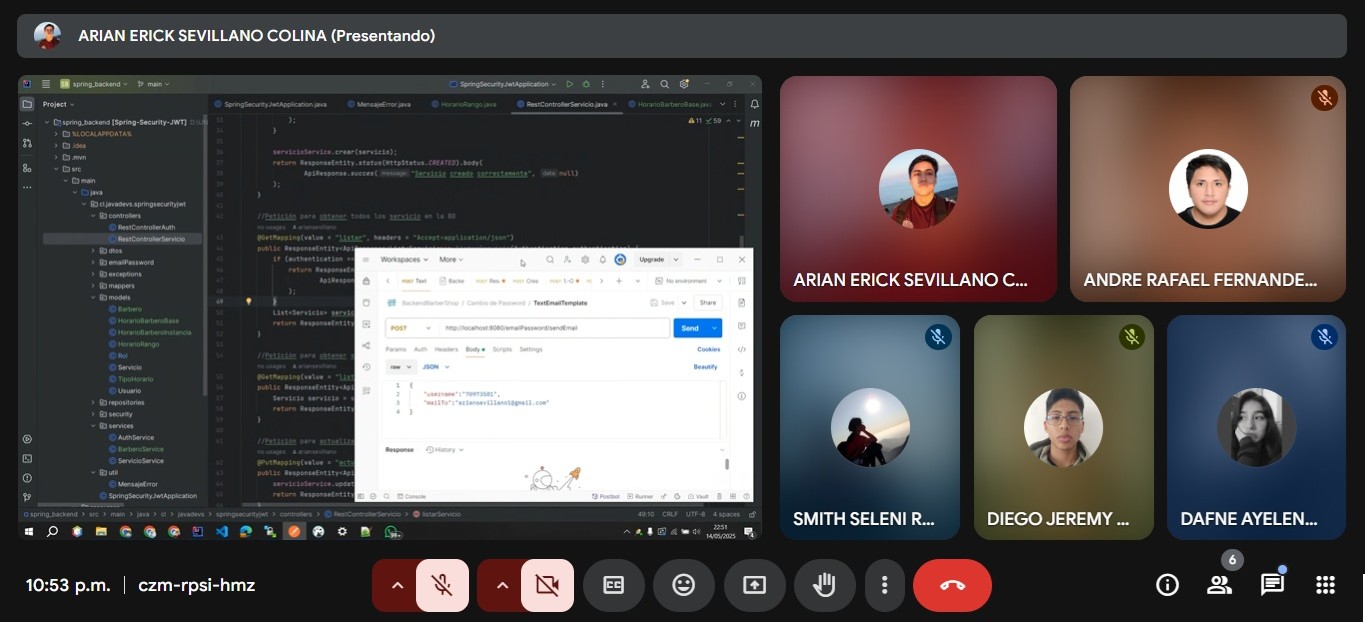 ARIAN ERICK SEVILLANO COLINA (Presentando)
spring_backend
main
SpringSecurityJwtApplication
Project
SpringSecurityJwtApplication.java
MensajeError.java
HorarioRango.java
RestControllerServicio.java
HorarioBarberoBase.java
spring_backend [Spring-Security-JWT]
%LOCALAPPDATA%
.idea
.mvn
src
main
java
cl.javadevs.springsecurityjwt
controllers
RestControllerAuth
RestControllerServicio
dtos
emailPassword
exceptions
mappers
models
Barbero
HorarioBarberoBase
HorarioBarberoInstancia
HorarioRango
Rol
Servicio
TipoHorario
Usuario
repositories
security
services
AuthService
BarberoService
ServicioService
util
MensajeError
SpringSecurityJwtApplication
};
}
servicioService.crear(servicio);
return ResponseEntity.status(HttpStatus.CREATED).body(
ApiResponse.succes( message: "Servicio creado correctamente", data: null)
);
}
//Petición para obtener todos los servicio en la BD
no usages
@GetMapping(value = "listar", headers = "Accept=application/json")
public ResponseEntity<Api
if (authentication ==
return ResponseEn
ApiRespon
};
}
List<Servicio> servic
return ResponseEntity
}
//Petición para obtener
no usages
@GetMapping(value = "list
public ResponseEntity<Api
Servicio servicio = s
return ResponseEntity
}
//Petición para actualiza
no usages
@PutMapping(value = "actu
public ResponseEntity<Api
servicioService.updat
return ResponseEntity
Workspaces
More
Upgrade
POST Text
No environment
BackendBarberShop / Cambio de Password / TextEmailTemplate
Save
Share
POST
http://localhost:8080/emailPassword/sendEmail
Send
Params Auth Headers Body Scripts Settings
Cookies
raw
JSON
Beautify
1 {
2 "username":"70973501",
3 "mailTo":"ariansevillano1@gmail.com"
4 }
Response
History
Console
Postbot
Runner
Vault
spring_backend > src > main > java > cl > javadevs > springsecurityjwt > controllers > RestControllerServicio > listarServicio
49:10 CRLF UTF-8 4 spaces
22:51
14/05/2025
ARIAN ERICK SEVILLANO C...
ANDRE RAFAEL FERNANDE...
SMITH SELENI R...
DIEGO JEREMY ...
DAFNE AYELEN...
10:53 p.m. | czm-rpsi-hmz
6